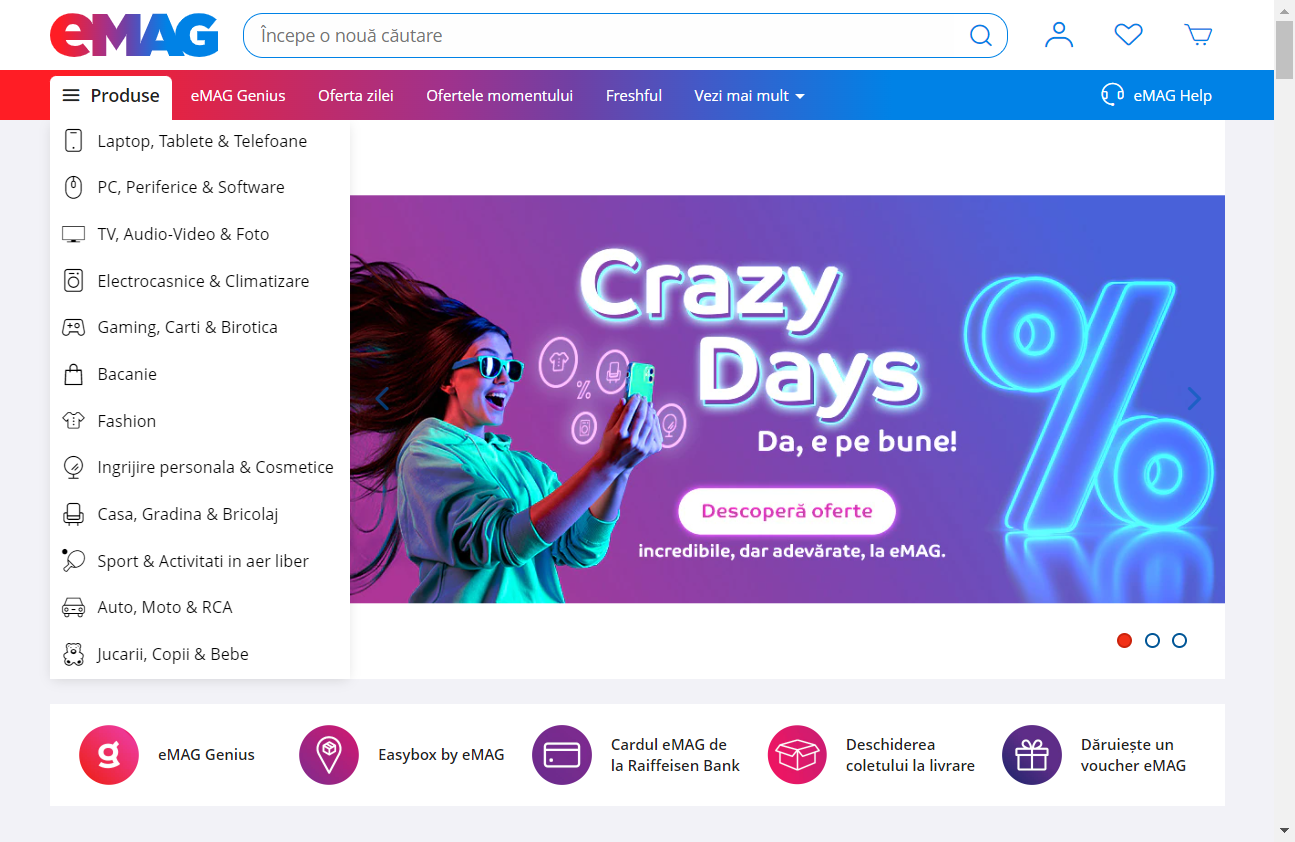 eMAG
Începe o nouă căutare
Produse
eMAG Genius
Oferta zilei
Ofertele momentului
Freshful
Vezi mai mult
eMAG Help
Laptop, Tablete & Telefoane
PC, Periferice & Software
TV, Audio-Video & Foto
Electrocasnice & Climatizare
Gaming, Carti & Birotica
Bacanie
Fashion
Ingrijire personala & Cosmetice
Casa, Gradina & Bricolaj
Sport & Activitati in aer liber
Auto, Moto & RCA
Jucarii, Copii & Bebe
Crazy
Days
%
%
Da, e pe bune!
Descoperă oferte
incredibile, dar adevărate, la eMAG.
g
eMAG Genius
Easybox by eMAG
Cardul eMAG de
la Raiffeisen Bank
Deschiderea
coletului la livrare
Dăruiește un
voucher eMAG